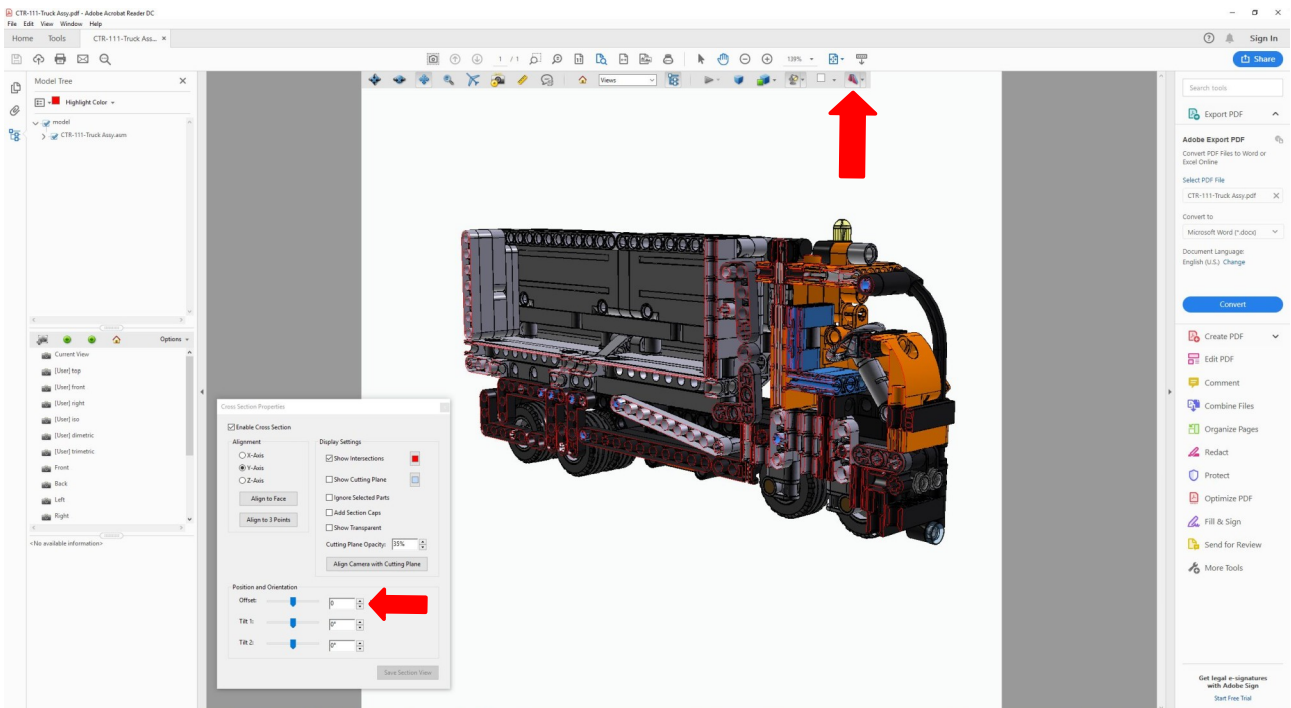 CTR-111-Truck Assy.pdf - Adobe Acrobat Reader DC
File Edit View Window Help
Home Tools CTR-111-Truck Ass... × Sign In
1 / 1 139% Share
Model Tree ×
Views
Highlight Color
model
CTR-111-Truck Assy.asm
Options
Current View
[User] top
[User] front
[User] right
[User] iso
[User] dimetric
[User] trimetric
Front
Back
Left
Right
<No available information>
Cross Section Properties
Enable Cross Section
Alignment
X-Axis
Y-Axis
Z-Axis
Align to Face
Align to 3 Points
Display Settings
Show Intersections
Show Cutting Plane
Ignore Selected Parts
Add Section Caps
Show Transparent
Cutting Plane Opacity: 35%
Align Camera with Cutting Plane
Position and Orientation
Offset: 0
Tilt 1: 0°
Tilt 2: 0°
Save Section View
Search tools
Export PDF
Adobe Export PDF
Convert PDF Files to Word or
Excel Online
Select PDF File
CTR-111-Truck Assy.pdf ×
Convert to
Microsoft Word (*.docx)
Document Language:
English (U.S.) Change
Convert
Create PDF
Edit PDF
Comment
Combine Files
Organize Pages
Redact
Protect
Optimize PDF
Fill & Sign
Send for Review
More Tools
Get legal e-signatures
with Adobe Sign
Start Free Trial